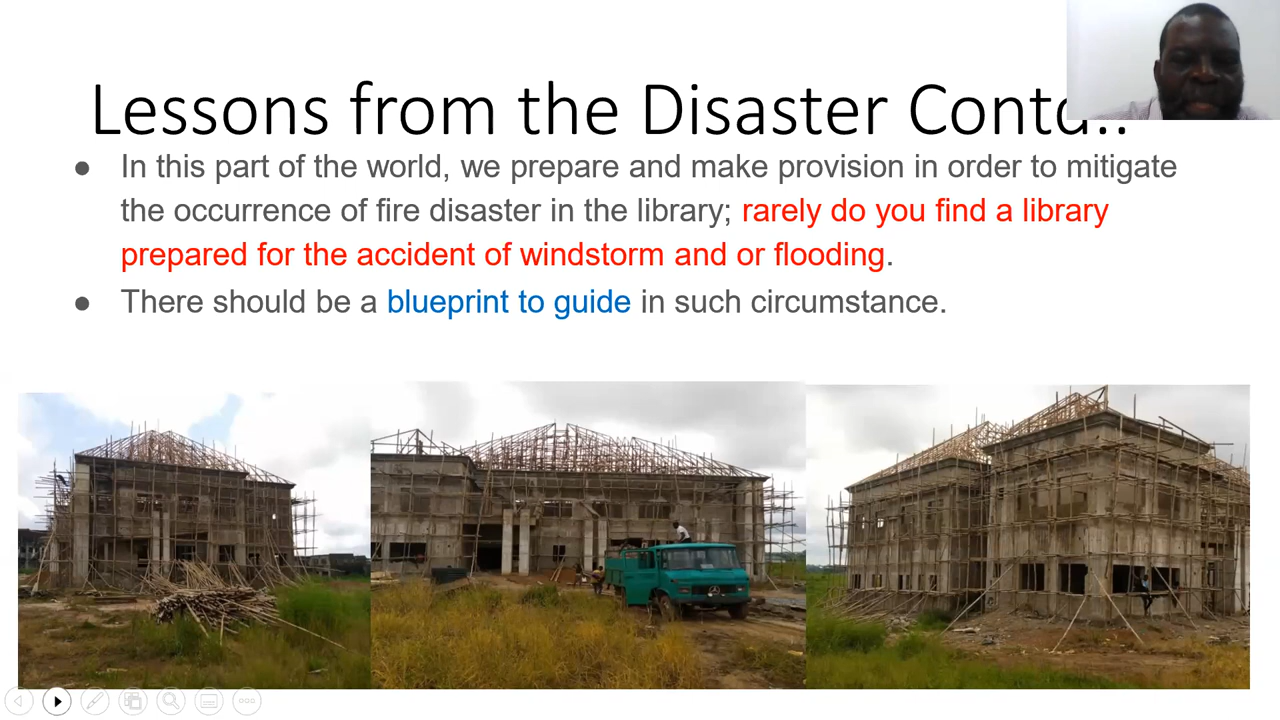 Lessons from the Disaster Contd..
● In this part of the world, we prepare and make provision in order to mitigate
the occurrence of fire disaster in the library; rarely do you find a library
prepared for the accident of windstorm and or flooding.
● There should be a blueprint to guide in such circumstance.